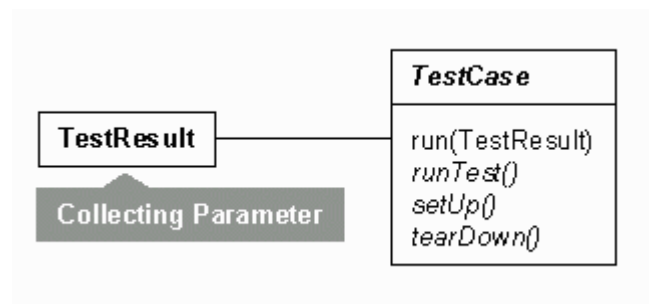 TestResult
Collecting Parameter
TestCase
run(TestResult)
runTest()
setUp()
tearDown()